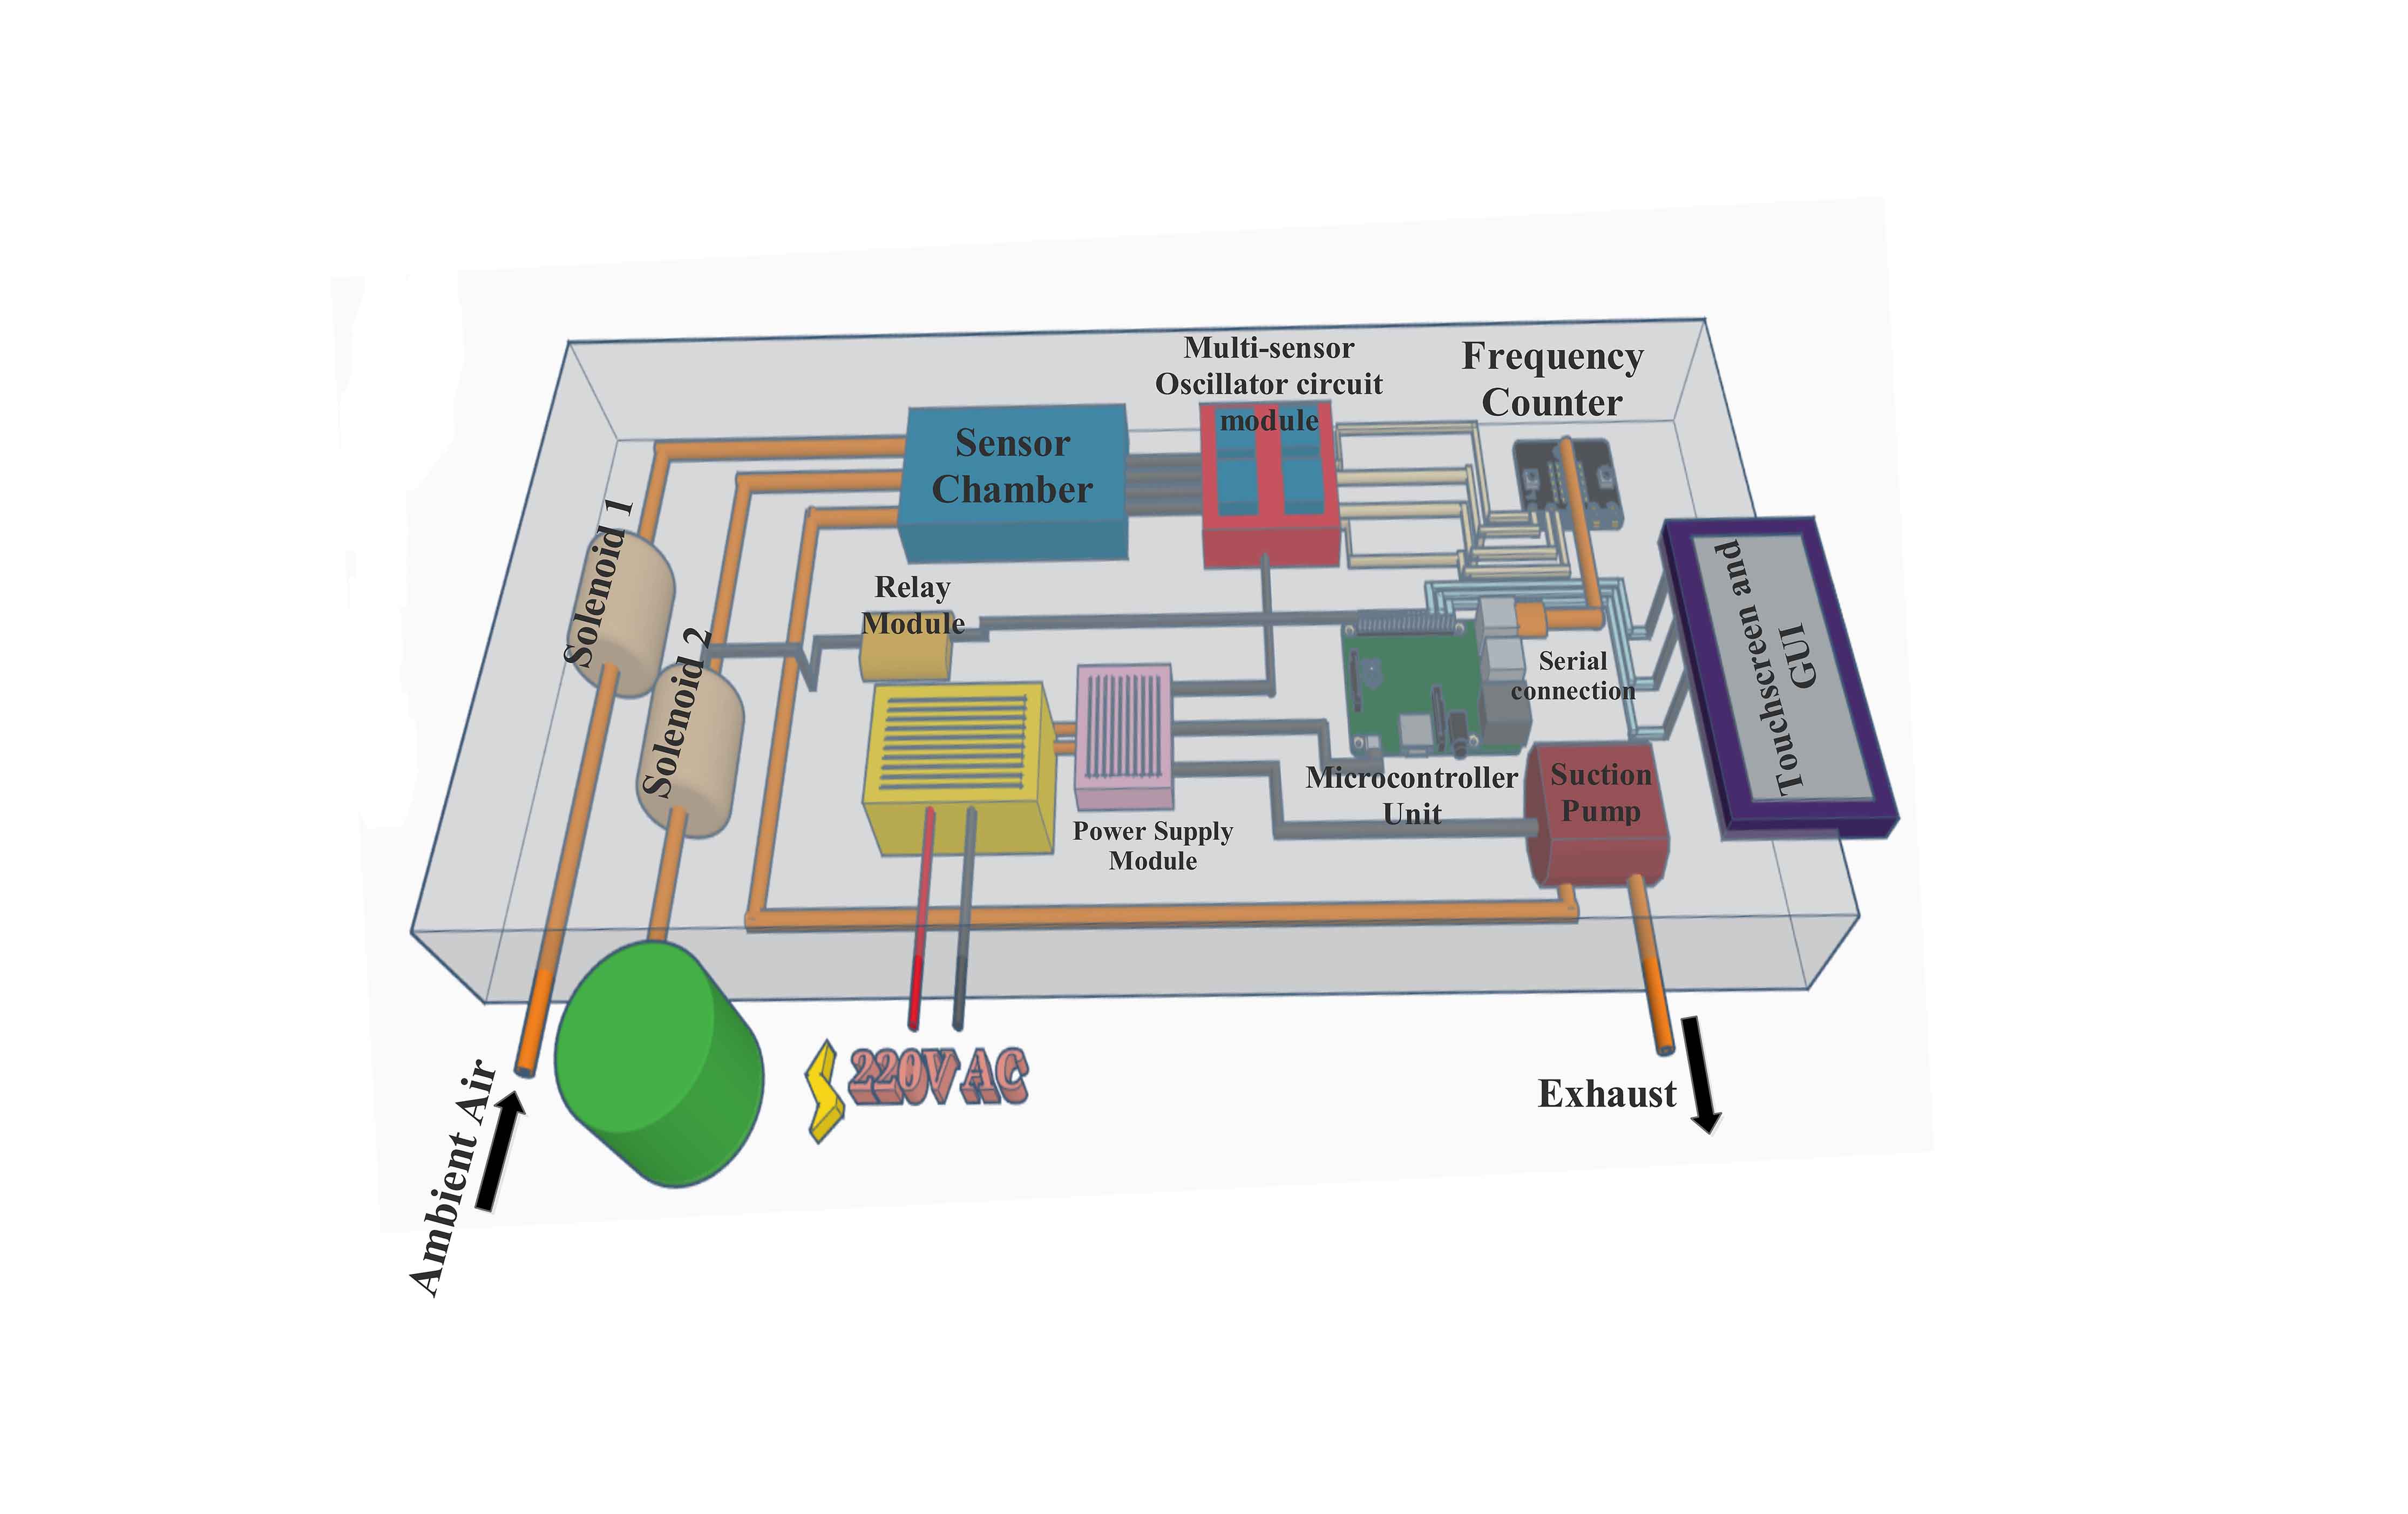 Multi-sensor
Oscillator circuit
module
Frequency
Counter
Sensor
Chamber
Solenoid 1
Relay
Module
Solenoid 2
Serial
connection
Touchscreen and
GUI
Microcontroller
Unit
Suction
Pump
Power Supply
Module
220V AC
Ambient Air
Exhaust